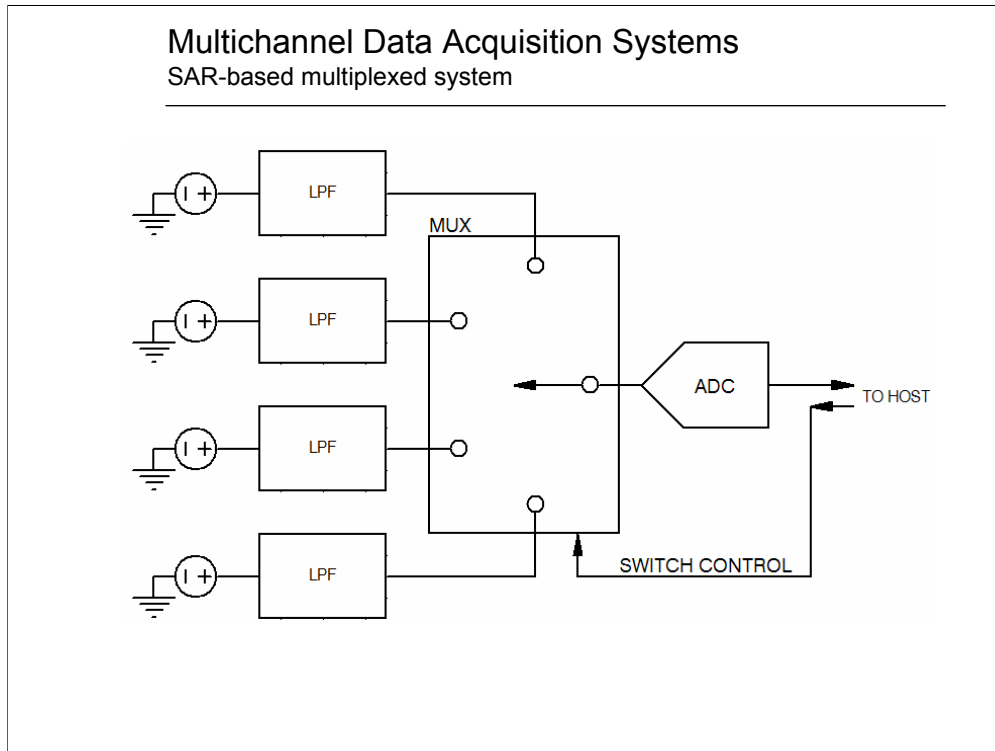 Multichannel Data Acquisition Systems
SAR-based multiplexed system
LPF
MUX
LPF
ADC
TO HOST
LPF
SWITCH CONTROL
LPF